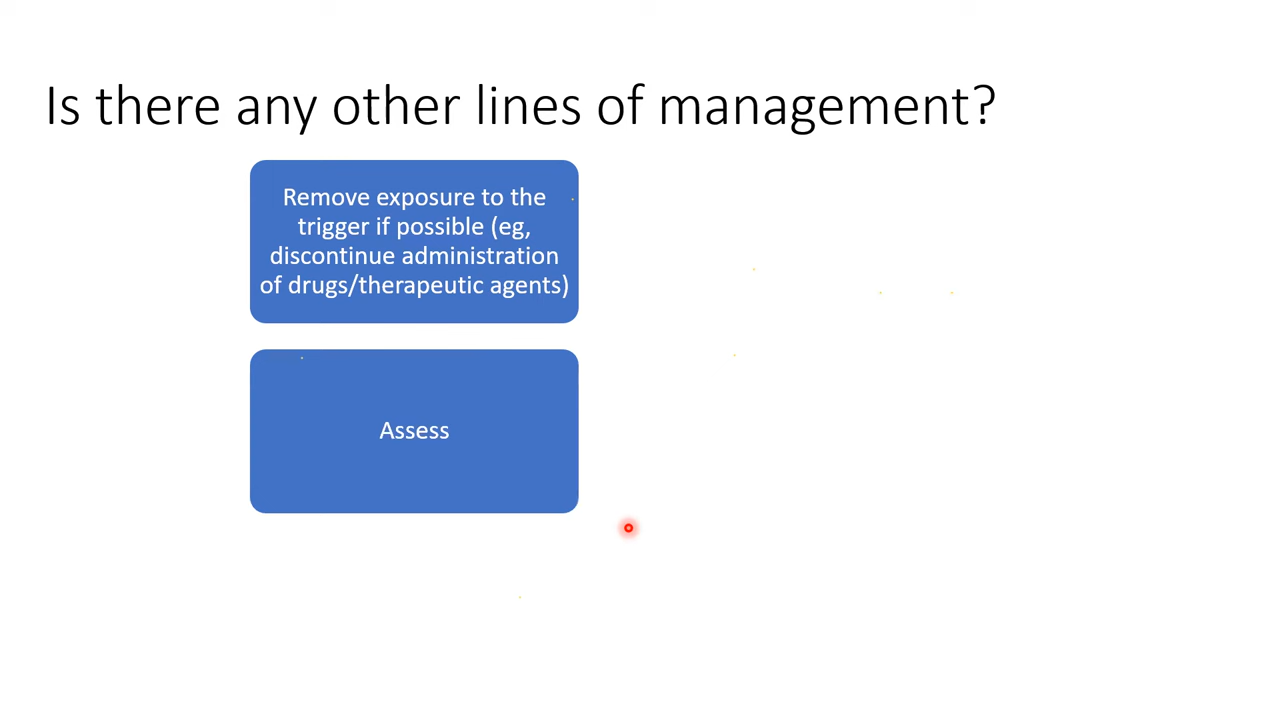 Is there any other lines of management?
Remove exposure to the
trigger if possible (eg,
discontinue administration
of drugs/therapeutic agents)
Assess